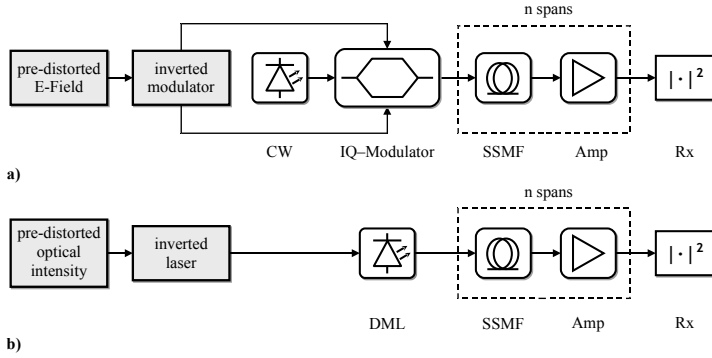 n spans
pre-distorted
E-Field
inverted
modulator
| · | ²
CW
IQ–Modulator
SSMF
Amp
Rx
a)
n spans
pre-distorted
optical
intensity
inverted
laser
| · | ²
DML
SSMF
Amp
Rx
b)